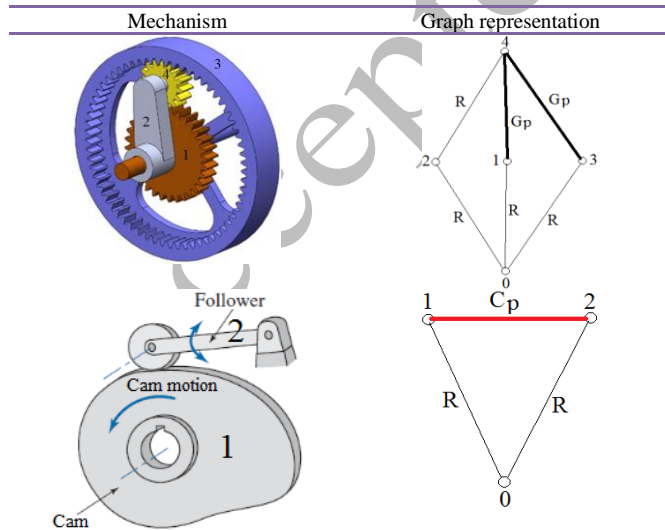 Mechanism
Graph representation
3
4
2
1
4
R
Gp
Gp
2
1
3
R
R
R
0
Follower
2
Cam motion
1
Cam
1
Cp
2
R
R
0